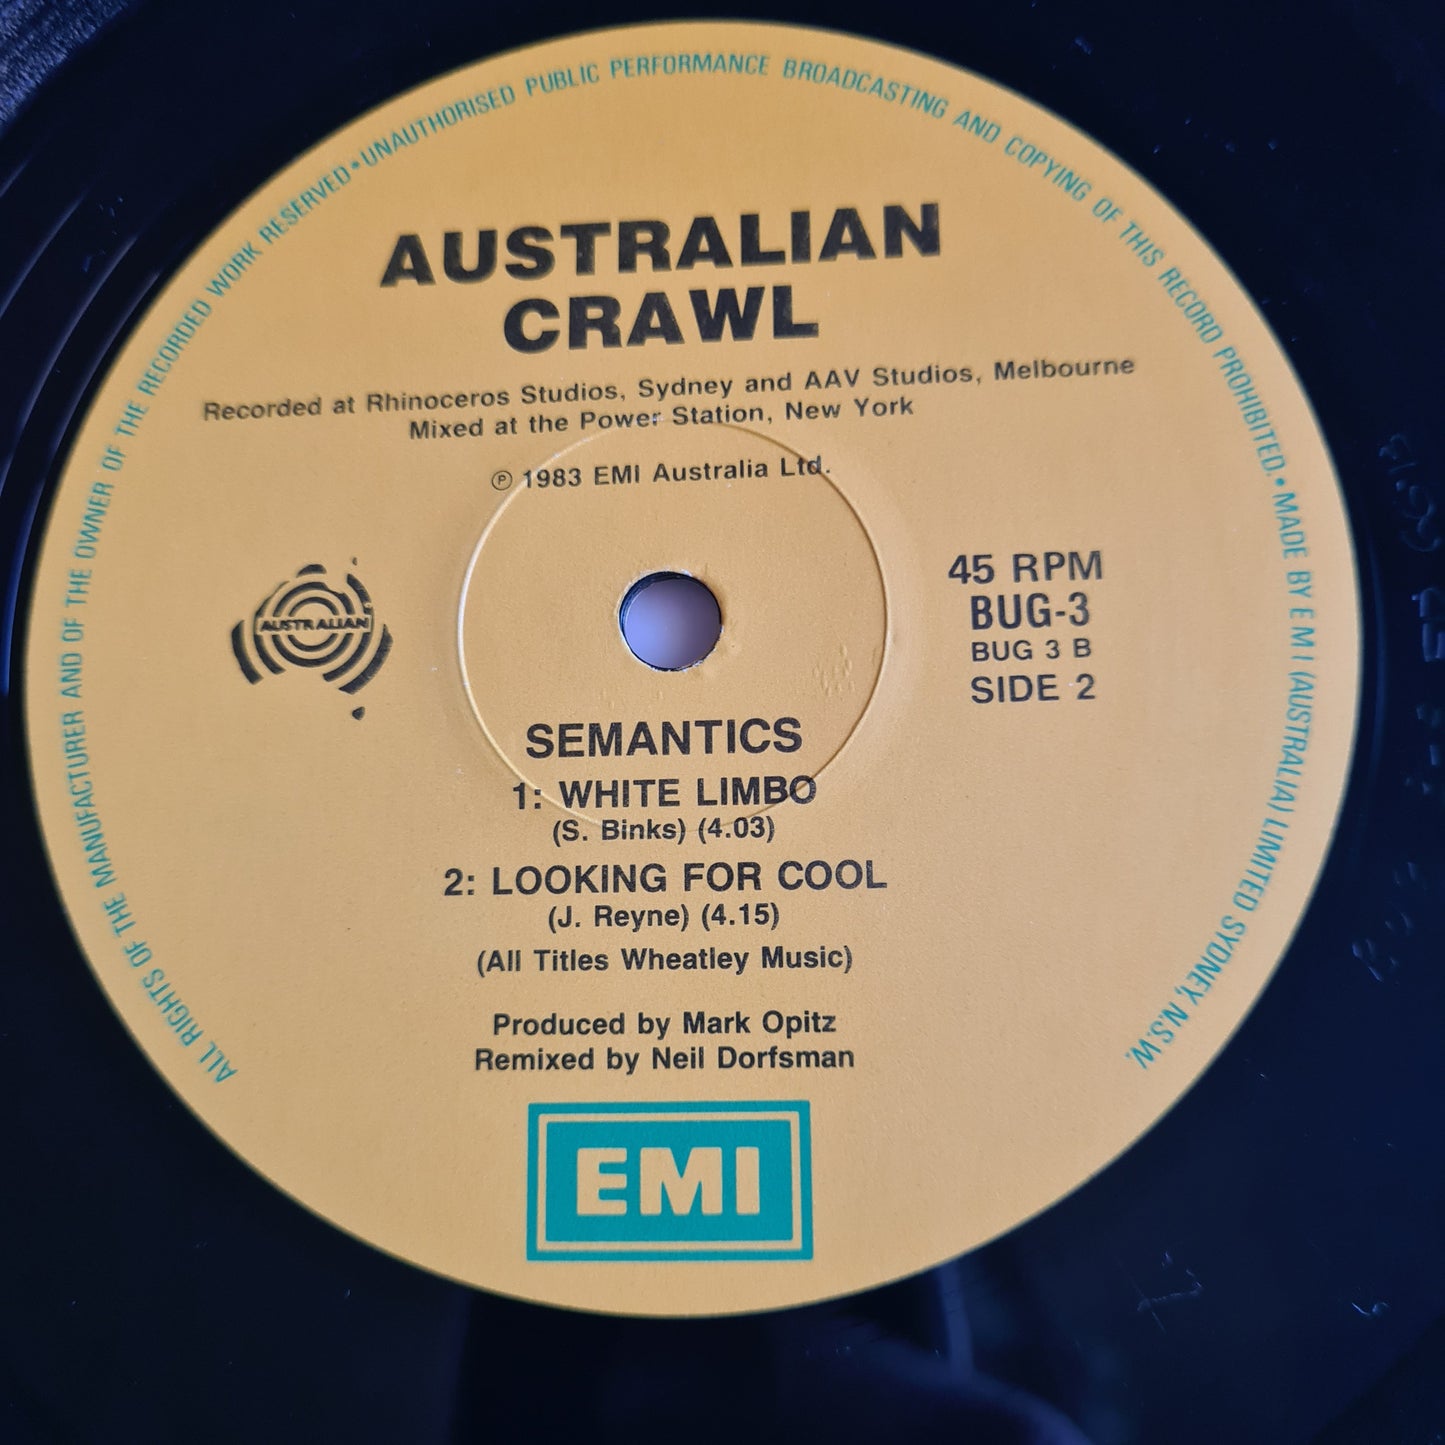 ALL RIGHTS OF THE MANUFACTURER AND OF THE OWNER OF THE RECORDED WORK RESERVED • UNAUTHORISED PUBLIC PERFORMANCE BROADCASTING AND COPYING OF THIS RECORD PROHIBITED. • MADE BY E M I (AUSTRALIA) LIMITED SYDNEY, N.S.W.
AUSTRALIAN
CRAWL
Recorded at Rhinoceros Studios, Sydney and AAV Studios, Melbourne
Mixed at the Power Station, New York
℗ 1983 EMI Australia Ltd.
AUSTRALIAN
45 RPM
BUG-3
BUG 3 B
SIDE 2
SEMANTICS
1: WHITE LIMBO
(S. Binks) (4.03)
2: LOOKING FOR COOL
(J. Reyne) (4.15)
(All Titles Wheatley Music)
Produced by Mark Opitz
Remixed by Neil Dorfsman
EMI